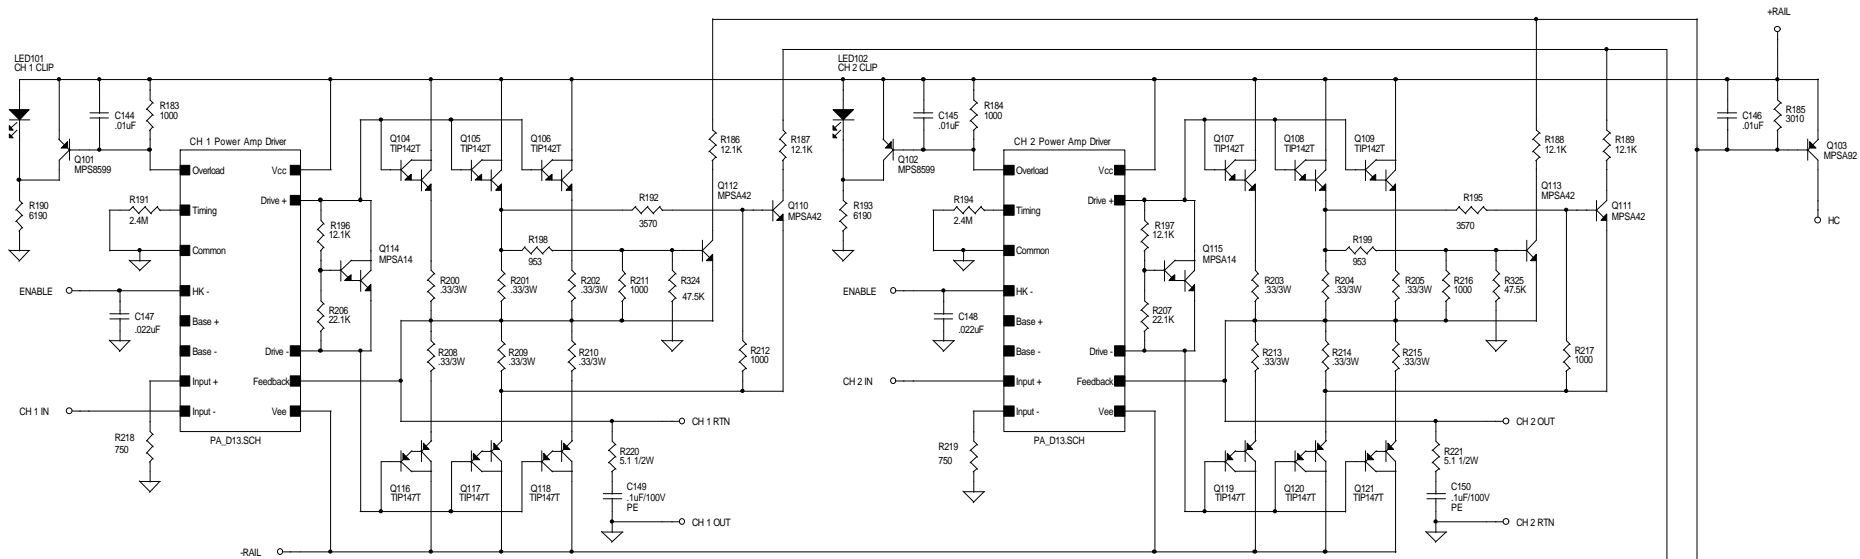 +RAIL
LED101
CH 1 CLIP
C144
.01uF
R183
1000
CH 1 Power Amp Driver
Q101
MPS8599
Overload
Vcc
R190
6190
R191
2.4M
Timing
Drive +
Common
ENABLE
HK -
C147
.022uF
Base +
Base -
Drive -
Input +
Feedback
CH 1 IN
Input -
Vee
R218
750
PA_D13.SCH
R196
12.1K
Q114
MPSA14
R206
22.1K
Q104
TIP142T
Q105
TIP142T
Q106
TIP142T
R186
12.1K
R187
12.1K
Q112
MPSA42
Q110
MPSA42
R192
3570
R198
953
R200
.33/3W
R201
.33/3W
R202
.33/3W
R211
1000
R324
47.5K
R208
.33/3W
R209
.33/3W
R210
.33/3W
R212
1000
CH 1 RTN
R220
5.1 1/2W
Q116
TIP147T
Q117
TIP147T
Q118
TIP147T
C149
.1uF/100V
PE
CH 1 OUT
-RAIL
LED102
CH 2 CLIP
C145
.01uF
R184
1000
CH 2 Power Amp Driver
Q102
MPS8599
Overload
Vcc
R193
6190
R194
2.4M
Timing
Drive +
Common
ENABLE
HK -
C148
.022uF
Base +
Base -
Drive -
CH 2 IN
Input +
Feedback
Input -
Vee
R219
750
PA_D13.SCH
R197
12.1K
Q115
MPSA14
R207
22.1K
Q107
TIP142T
Q108
TIP142T
Q109
TIP142T
R188
12.1K
R189
12.1K
Q113
MPSA42
Q111
MPSA42
R195
3570
R199
953
R203
.33/3W
R204
.33/3W
R205
.33/3W
R216
1000
R325
47.5K
R213
.33/3W
R214
.33/3W
R215
.33/3W
R217
1000
CH 2 OUT
R221
5.1 1/2W
Q119
TIP147T
Q120
TIP147T
Q121
TIP147T
C150
.1uF/100V
PE
CH 2 RTN
C146
.01uF
R185
3010
Q103
MPSA92
HC